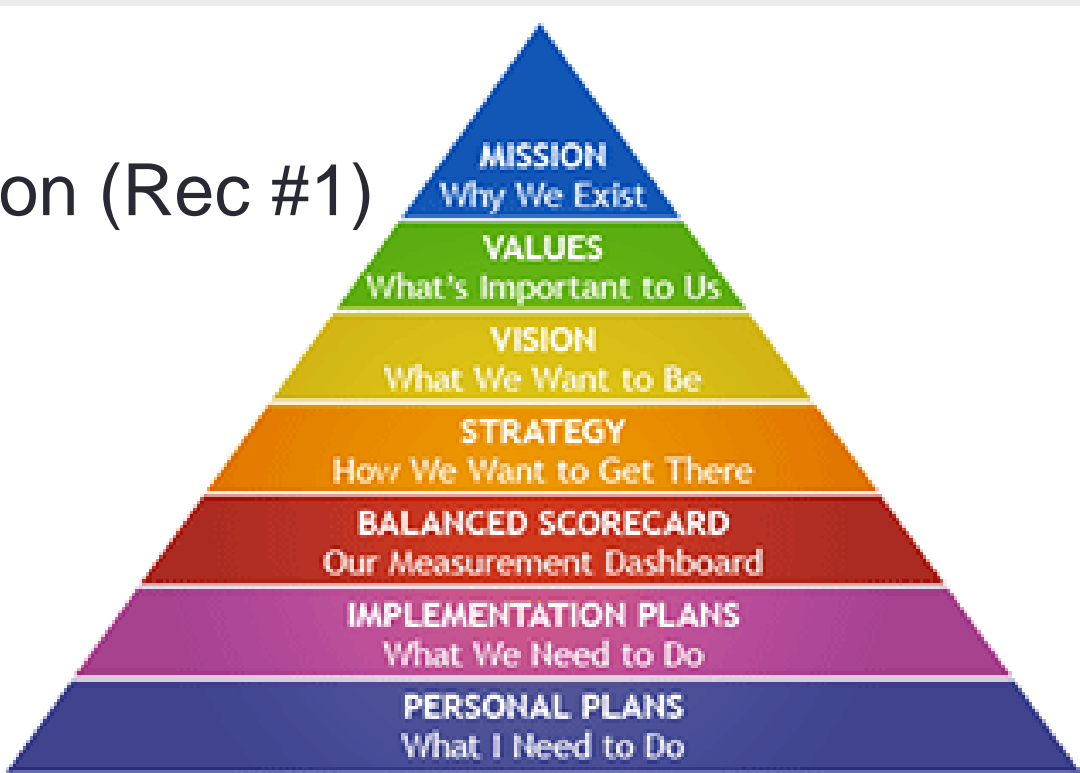 MISSION
Why We Exist
on (Rec #1)
VALUES
What's Important to Us
VISION
What We Want to Be
STRATEGY
How We Want to Get There
BALANCED SCORECARD
Our Measurement Dashboard
IMPLEMENTATION PLANS
What We Need to Do
PERSONAL PLANS
What I Need to Do